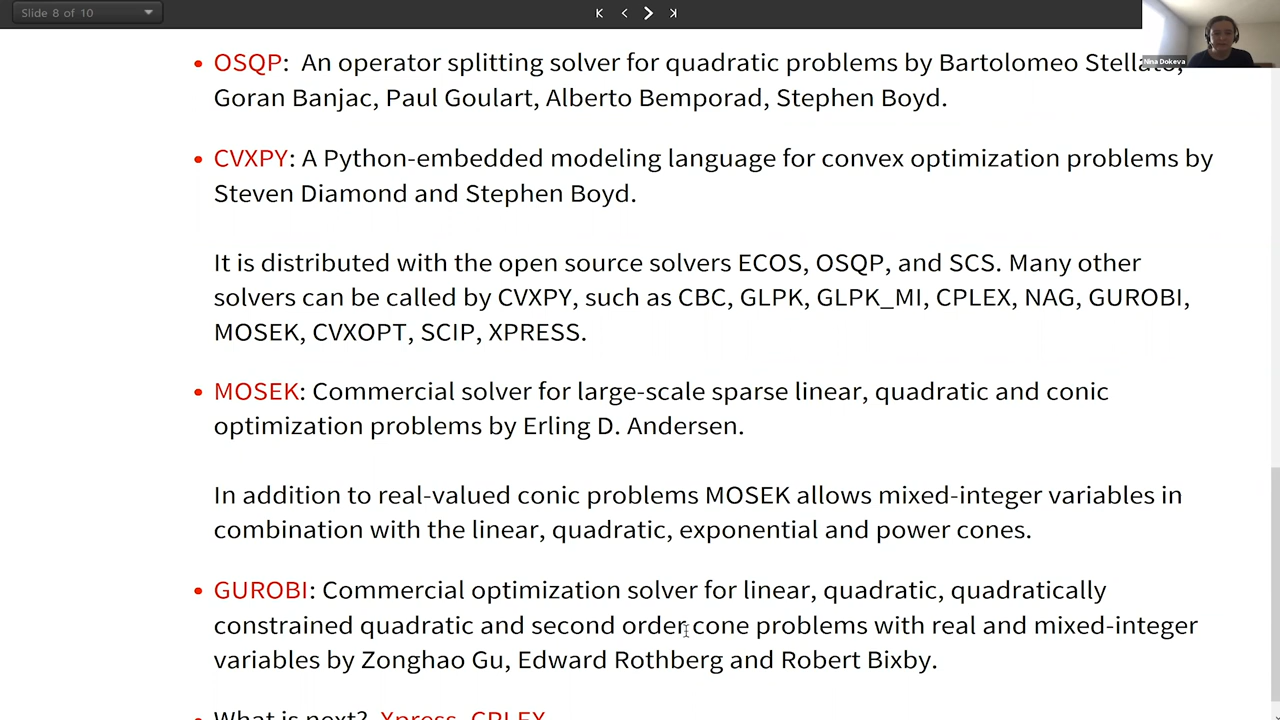 Slide 8 of 10
Nina Dokeva
• OSQP: An operator splitting solver for quadratic problems by Bartolomeo Stellato,
Goran Banjac, Paul Goulart, Alberto Bemporad, Stephen Boyd.
• CVXPY: A Python-embedded modeling language for convex optimization problems by
Steven Diamond and Stephen Boyd.
It is distributed with the open source solvers ECOS, OSQP, and SCS. Many other
solvers can be called by CVXPY, such as CBC, GLPK, GLPK_MI, CPLEX, NAG, GUROBI,
MOSEK, CVXOPT, SCIP, XPRESS.
• MOSEK: Commercial solver for large-scale sparse linear, quadratic and conic
optimization problems by Erling D. Andersen.
In addition to real-valued conic problems MOSEK allows mixed-integer variables in
combination with the linear, quadratic, exponential and power cones.
• GUROBI: Commercial optimization solver for linear, quadratic, quadratically
constrained quadratic and second order cone problems with real and mixed-integer
variables by Zonghao Gu, Edward Rothberg and Robert Bixby.
• What is next? Xpress, CPLEX